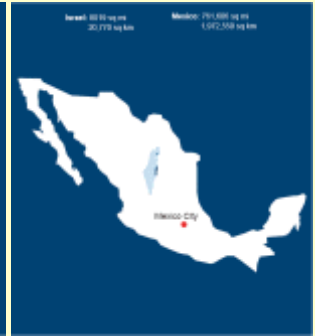 Israel: 8019 sq mi
20,770 sq km
Mexico: 761,606 sq mi
1,972,550 sq km
Mexico City